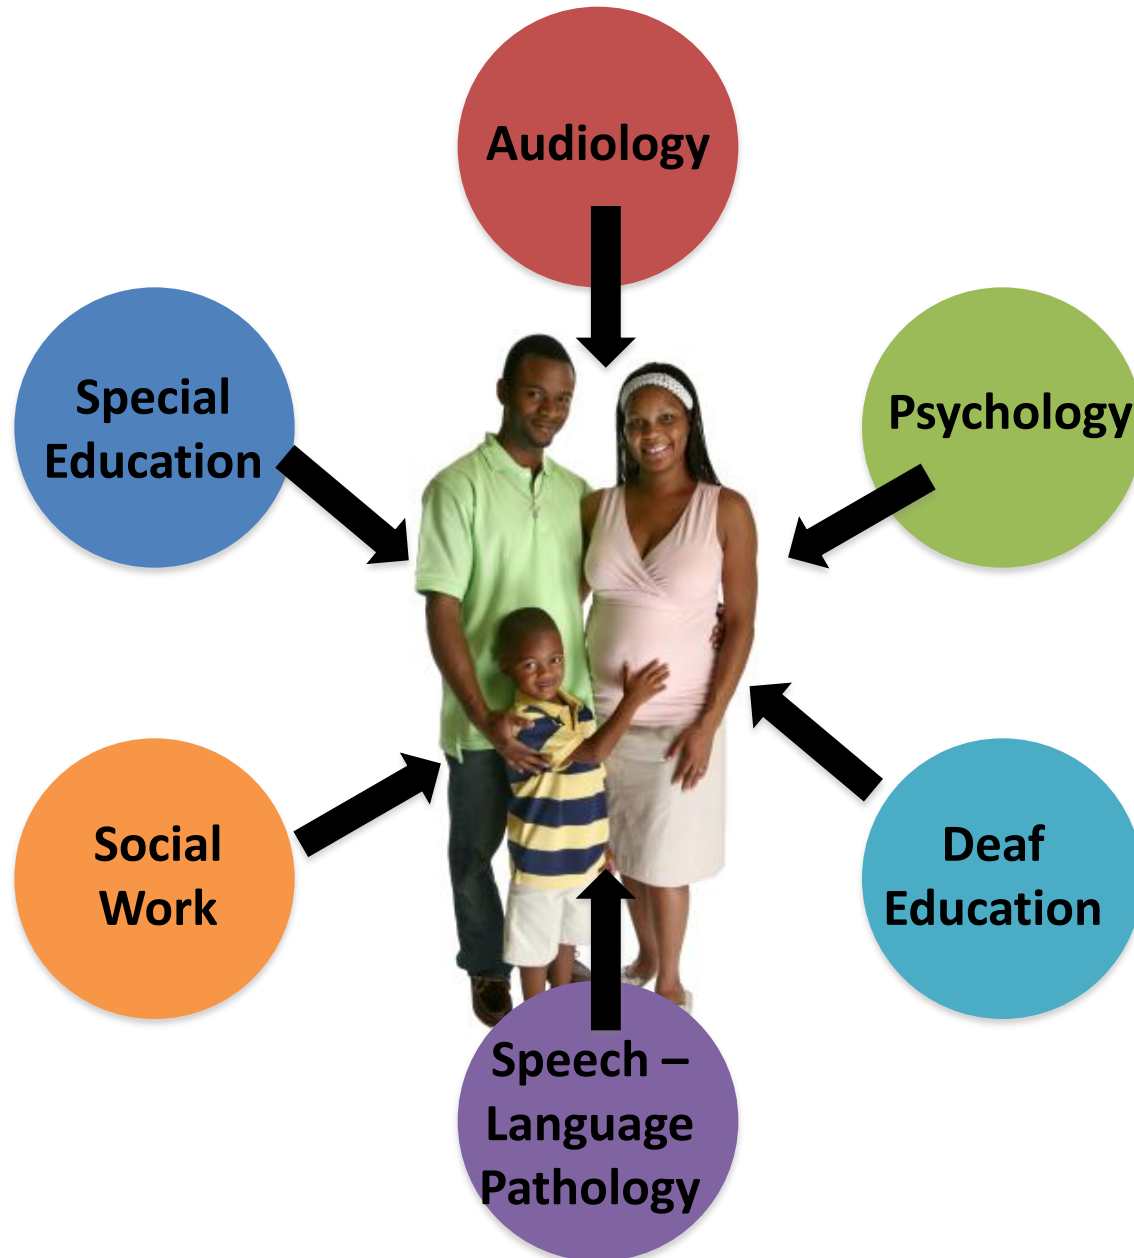 Audiology
Special
Education
Psychology
Social
Work
Deaf
Education
Speech –
Language
Pathology